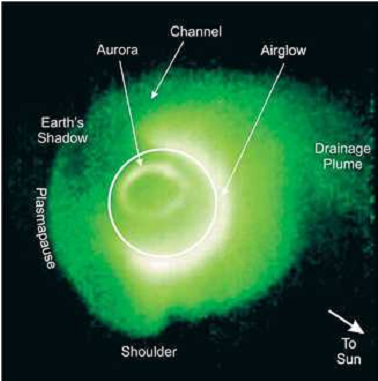 Channel
Aurora
Airglow
Earth's
Shadow
Drainage
Plume
Plasmapause
Shoulder
To
Sun